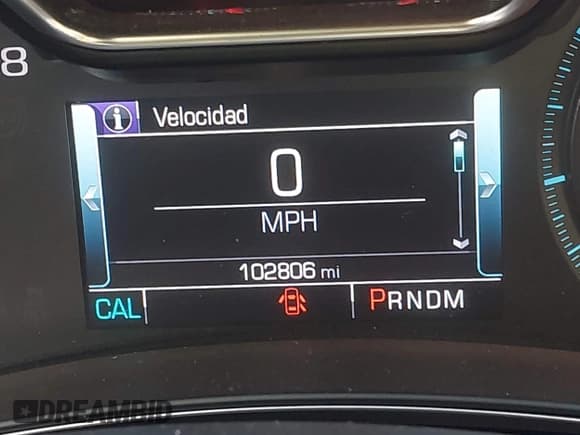 8
Velocidad
0
MPH
102806 mi
CAL
PRNDM
DREAMBID